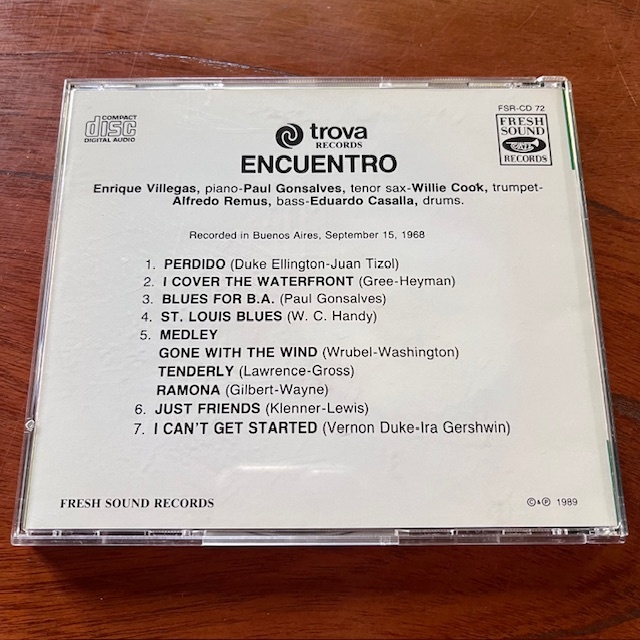 COMPACT
disc
DIGITAL AUDIO
trova
RECORDS
FSR-CD 72
FRESH
SOUND
RECORDS
ENCUENTRO
Enrique Villegas, piano-Paul Gonsalves, tenor sax-Willie Cook, trumpet-
Alfredo Remus, bass-Eduardo Casalla, drums.
Recorded in Buenos Aires, September 15, 1968
1. PERDIDO (Duke Ellington-Juan Tizol)
2. I COVER THE WATERFRONT (Gree-Heyman)
3. BLUES FOR B.A. (Paul Gonsalves)
4. ST. LOUIS BLUES (W. C. Handy)
5. MEDLEY
GONE WITH THE WIND (Wrubel-Washington)
TENDERLY (Lawrence-Gross)
RAMONA (Gilbert-Wayne)
6. JUST FRIENDS (Klenner-Lewis)
7. I CAN'T GET STARTED (Vernon Duke-Ira Gershwin)
FRESH SOUND RECORDS
©&℗ 1989